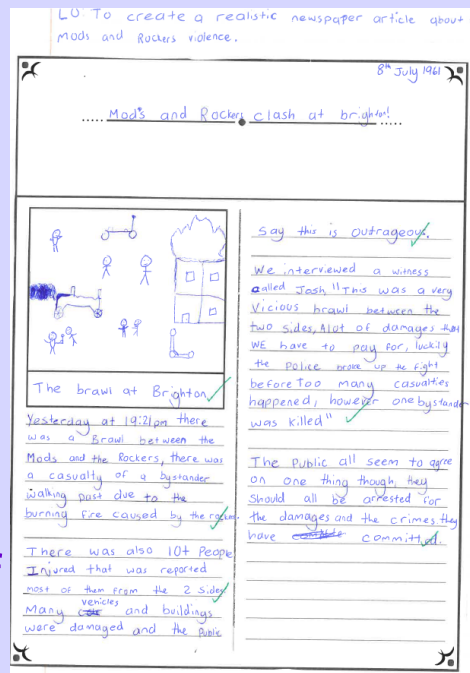 LO: To create a realistic newspaper article about
Mods and Rockers violence.
8th July 1961
..... Mod's and Rockers clash at brighton! .....
The brawl at Brighton
Yesterday at 19:21pm there
was a Brawl between the
Mods and the Rockers, there was
a casualty of a bystander
walking past due to the
burning fire caused by the rockers.
There was also 10+ People
Injured that was reported
most of them from the 2 sides
Many vehicles and buildings
were damaged and the Public
say this is outrageous.
We interviewed a witness
called Josh, "This was a very
Vicious brawl between the
two sides, Alot of damages that
WE have to pay for, luckily
the Police broke up the fight
before Too many casualties
happened, however one bystander
was killed"
The Public all seem to agree
on one thing though, they
should all be arrested for
the damages and the crimes they
have committed.